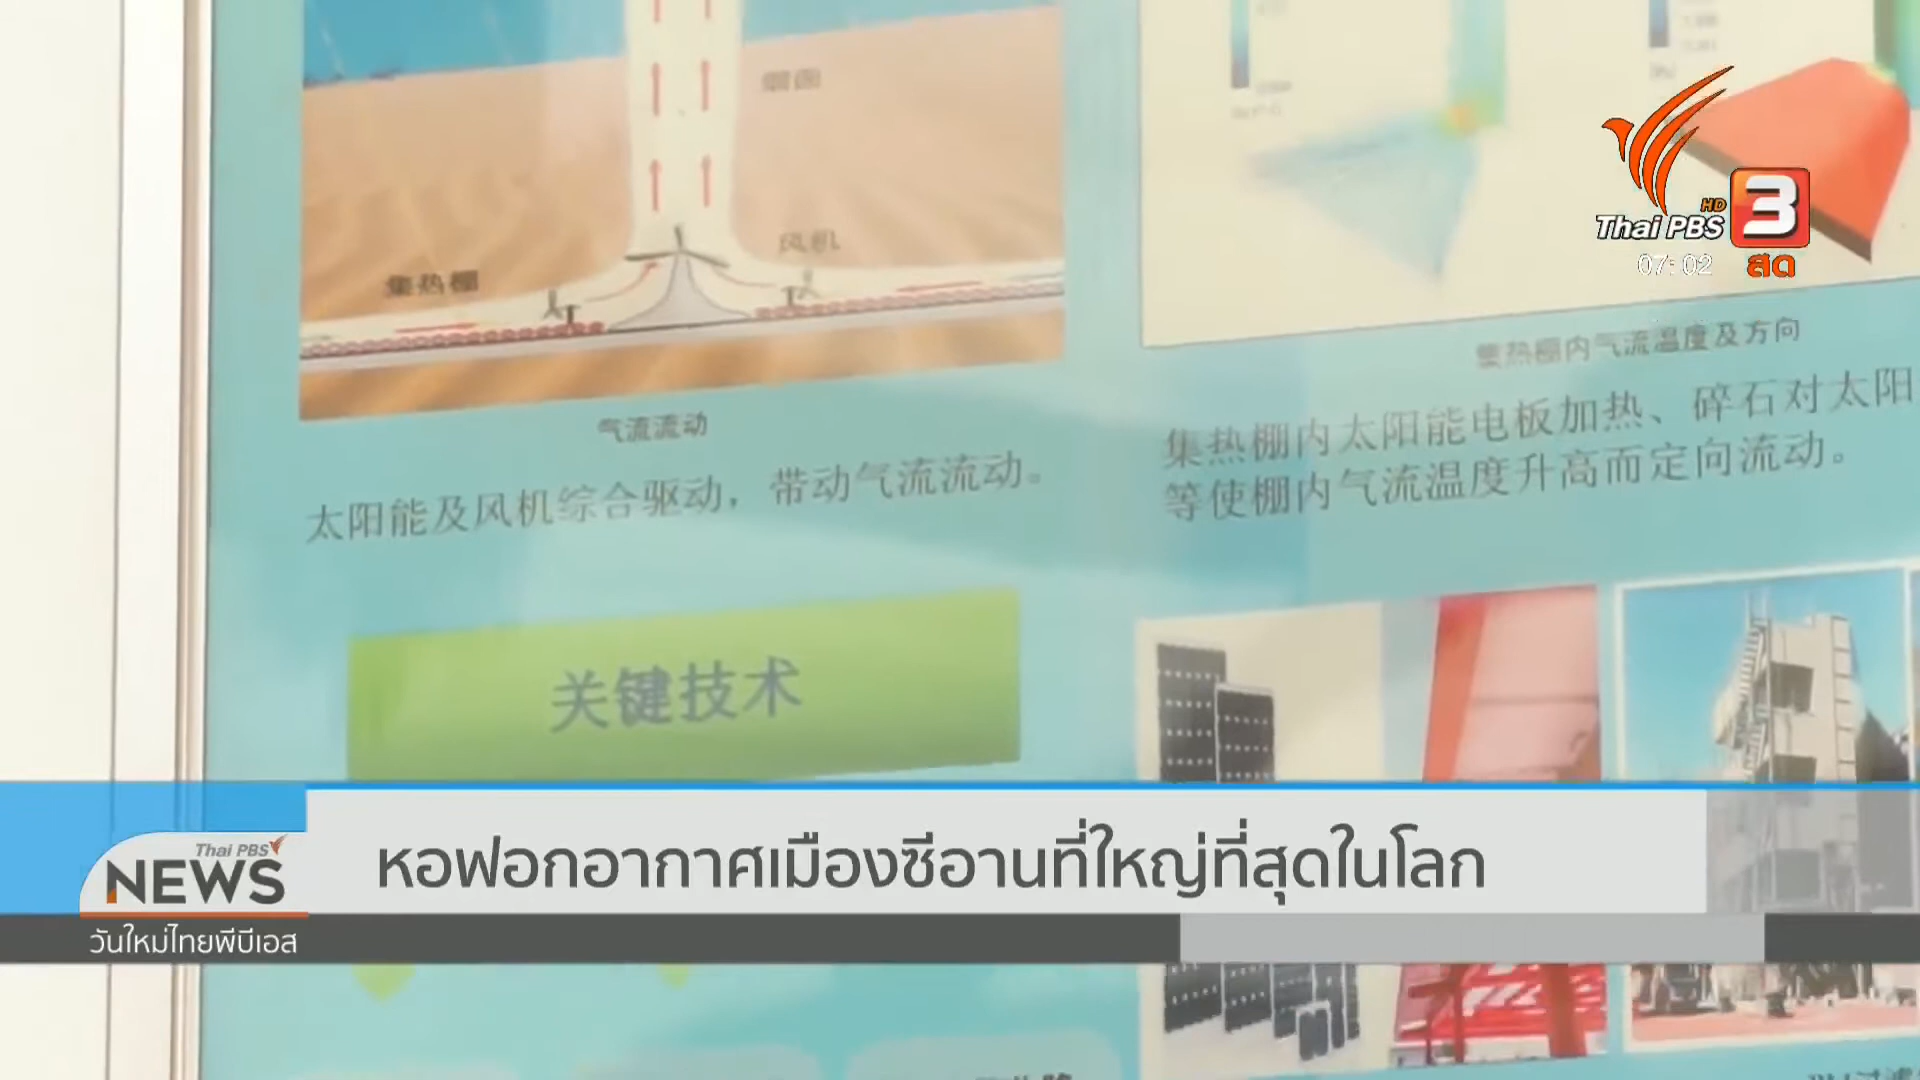 烟囱
风机
集热棚
气流流动
太阳能及风机综合驱动，带动气流流动。
集热棚内气流温度及方向
集热棚内太阳能电板加热、碎石对太阳
等使棚内气流温度升高而定向流动。
关键技术
HD
Thai PBS 3
07:02 สด
Thai PBS
NEWS
หอฟอกอากาศเมืองซีอานที่ใหญ่ที่สุดในโลก
วันใหม่ไทยพีบีเอส